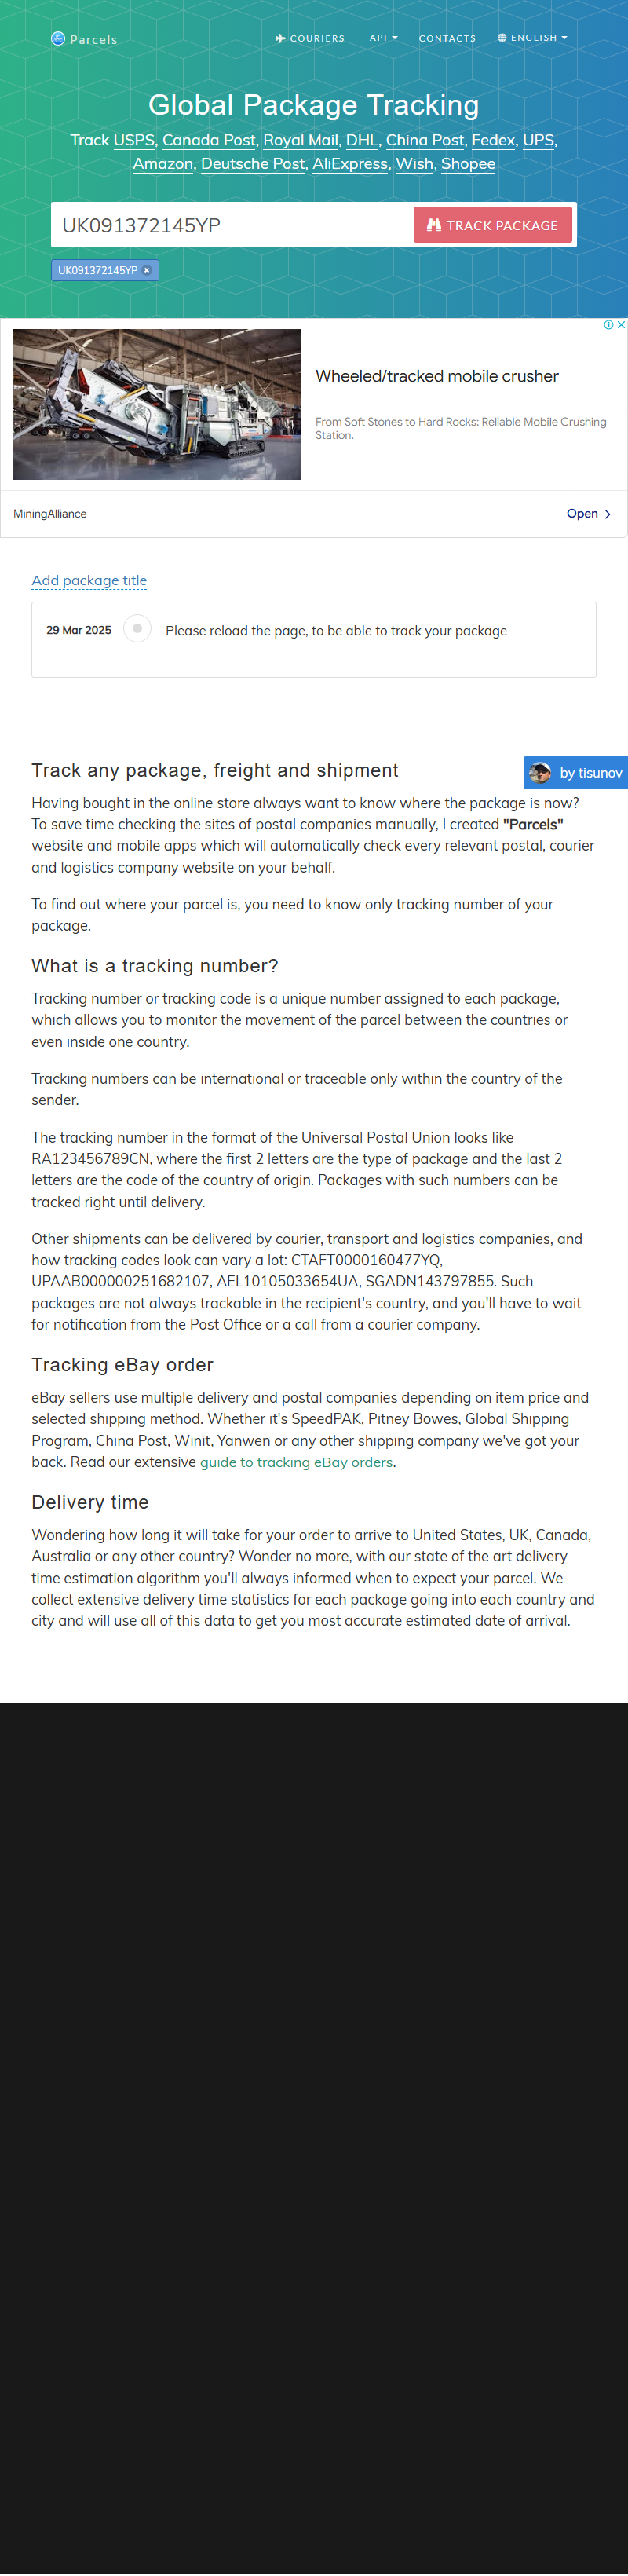 Parcels
COURIERS API CONTACTS ENGLISH
Global Package Tracking
Track USPS, Canada Post, Royal Mail, DHL, China Post, Fedex, UPS,
Amazon, Deutsche Post, AliExpress, Wish, Shopee
UK091372145YP
TRACK PACKAGE
UK091372145YP
Wheeled/tracked mobile crusher
From Soft Stones to Hard Rocks: Reliable Mobile Crushing
Station.
MiningAlliance
Open
Add package title
29 Mar 2025
Please reload the page, to be able to track your package
by tisunov
Track any package, freight and shipment
Having bought in the online store always want to know where the package is now?
To save time checking the sites of postal companies manually, I created "Parcels"
website and mobile apps which will automatically check every relevant postal, courier
and logistics company website on your behalf.
To find out where your parcel is, you need to know only tracking number of your
package.
What is a tracking number?
Tracking number or tracking code is a unique number assigned to each package,
which allows you to monitor the movement of the parcel between the countries or
even inside one country.
Tracking numbers can be international or traceable only within the country of the
sender.
The tracking number in the format of the Universal Postal Union looks like
RA123456789CN, where the first 2 letters are the type of package and the last 2
letters are the code of the country of origin. Packages with such numbers can be
tracked right until delivery.
Other shipments can be delivered by courier, transport and logistics companies, and
how tracking codes look can vary a lot: CTAFT0000160477YQ,
UPAAB000000251682107, AEL10105033654UA, SGADN143797855. Such
packages are not always trackable in the recipient's country, and you'll have to wait
for notification from the Post Office or a call from a courier company.
Tracking eBay order
eBay sellers use multiple delivery and postal companies depending on item price and
selected shipping method. Whether it's SpeedPAK, Pitney Bowes, Global Shipping
Program, China Post, Winit, Yanwen or any other shipping company we've got your
back. Read our extensive guide to tracking eBay orders.
Delivery time
Wondering how long it will take for your order to arrive to United States, UK, Canada,
Australia or any other country? Wonder no more, with our state of the art delivery
time estimation algorithm you'll always informed when to expect your parcel. We
collect extensive delivery time statistics for each package going into each country and
city and will use all of this data to get you most accurate estimated date of arrival.